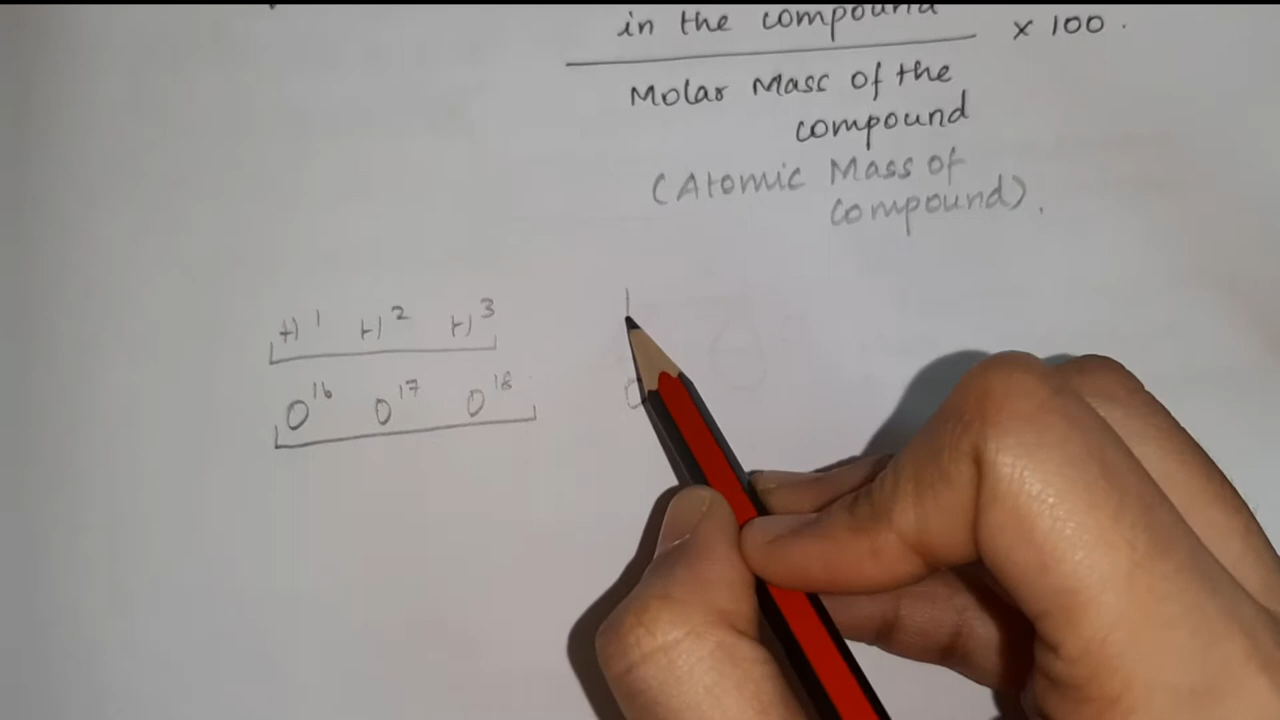 in the compound
x 100.
Molar Mass of the
compound
(Atomic Mass of
compound).
H¹ H² H³
O¹⁶ O¹⁷ O¹⁸